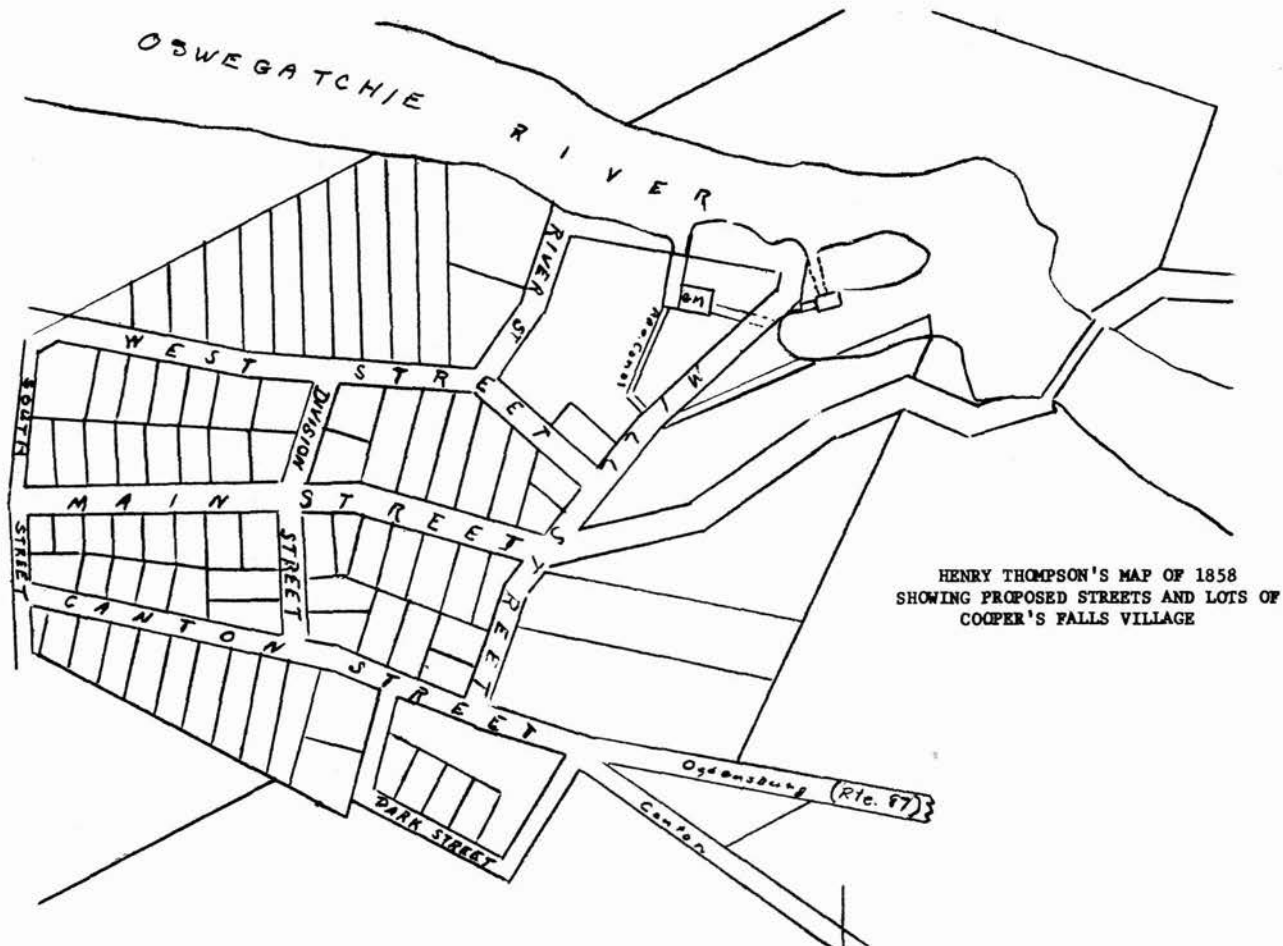 OSWEGATCHIE RIVER
RIVER ST
GM
Canal
MILL STREET
WEST STREET
DIVISION STREET
SOUTH STREET
MAIN STREET
CANTON STREET
PARK STREET
Ogdensburg (Rte. 87)
Canton
HENRY THOMPSON'S MAP OF 1858
SHOWING PROPOSED STREETS AND LOTS OF
COOPER'S FALLS VILLAGE